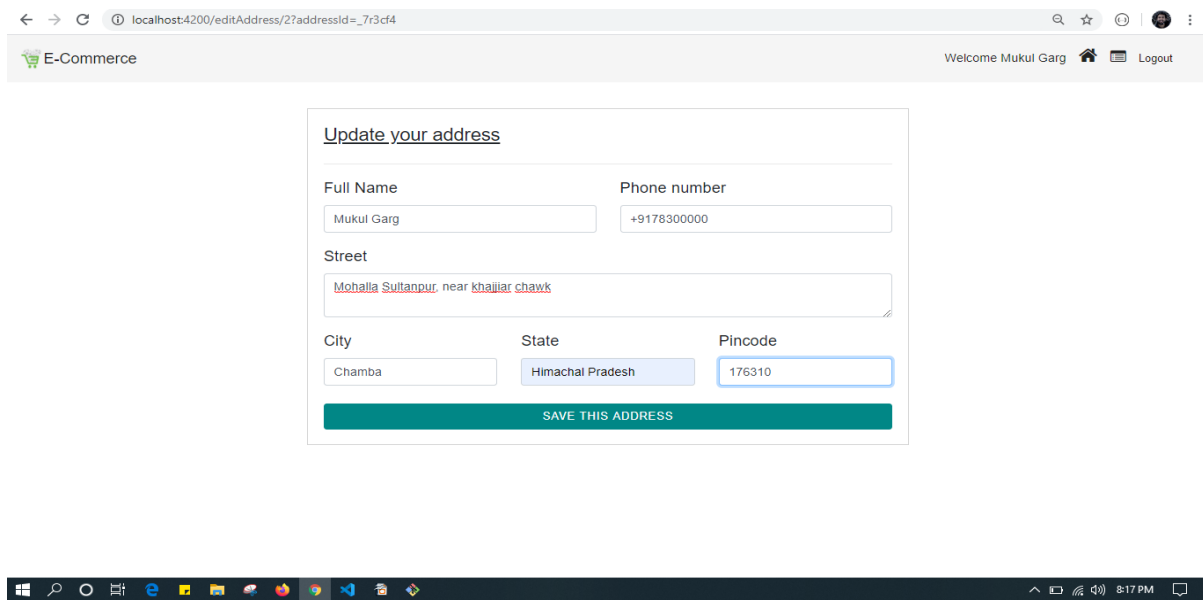 localhost:4200/editAddress/2?addressId=_7r3cf4
E-Commerce
Welcome Mukul Garg
Logout
Update your address
Full Name Phone number
Mukul Garg +9178300000
Street
Mohalla Sultanpur, near khajjiar chawk
City State Pincode
Chamba Himachal Pradesh 176310
SAVE THIS ADDRESS
8:17 PM